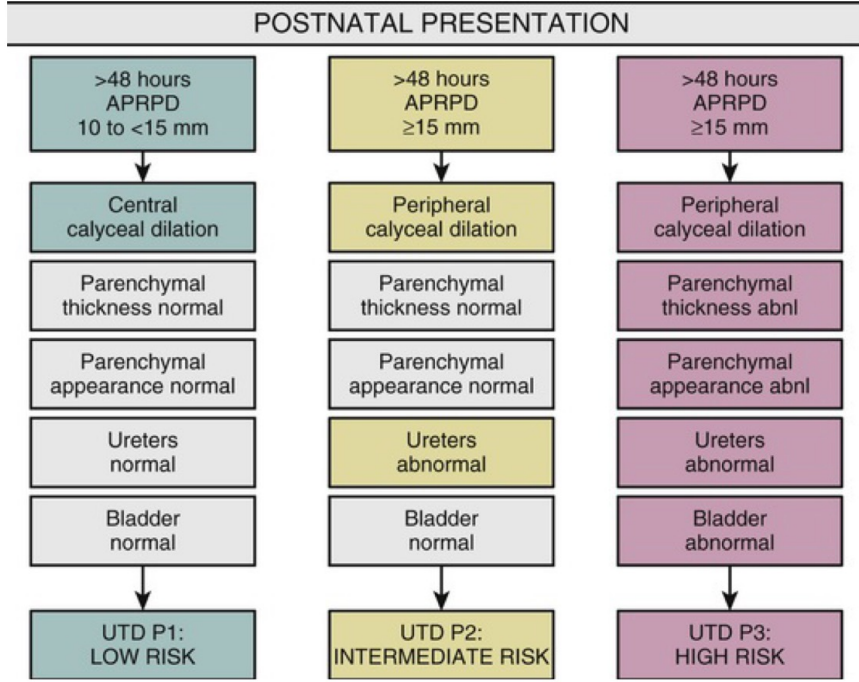 POSTNATAL PRESENTATION
>48 hours
APRPD
10 to <15 mm
Central
calyceal dilation
Parenchymal
thickness normal
Parenchymal
appearance normal
Ureters
normal
Bladder
normal
UTD P1:
LOW RISK
>48 hours
APRPD
≥15 mm
Peripheral
calyceal dilation
Parenchymal
thickness normal
Parenchymal
appearance normal
Ureters
abnormal
Bladder
normal
UTD P2:
INTERMEDIATE RISK
>48 hours
APRPD
≥15 mm
Peripheral
calyceal dilation
Parenchymal
thickness abnl
Parenchymal
appearance abnl
Ureters
abnormal
Bladder
abnormal
UTD P3:
HIGH RISK